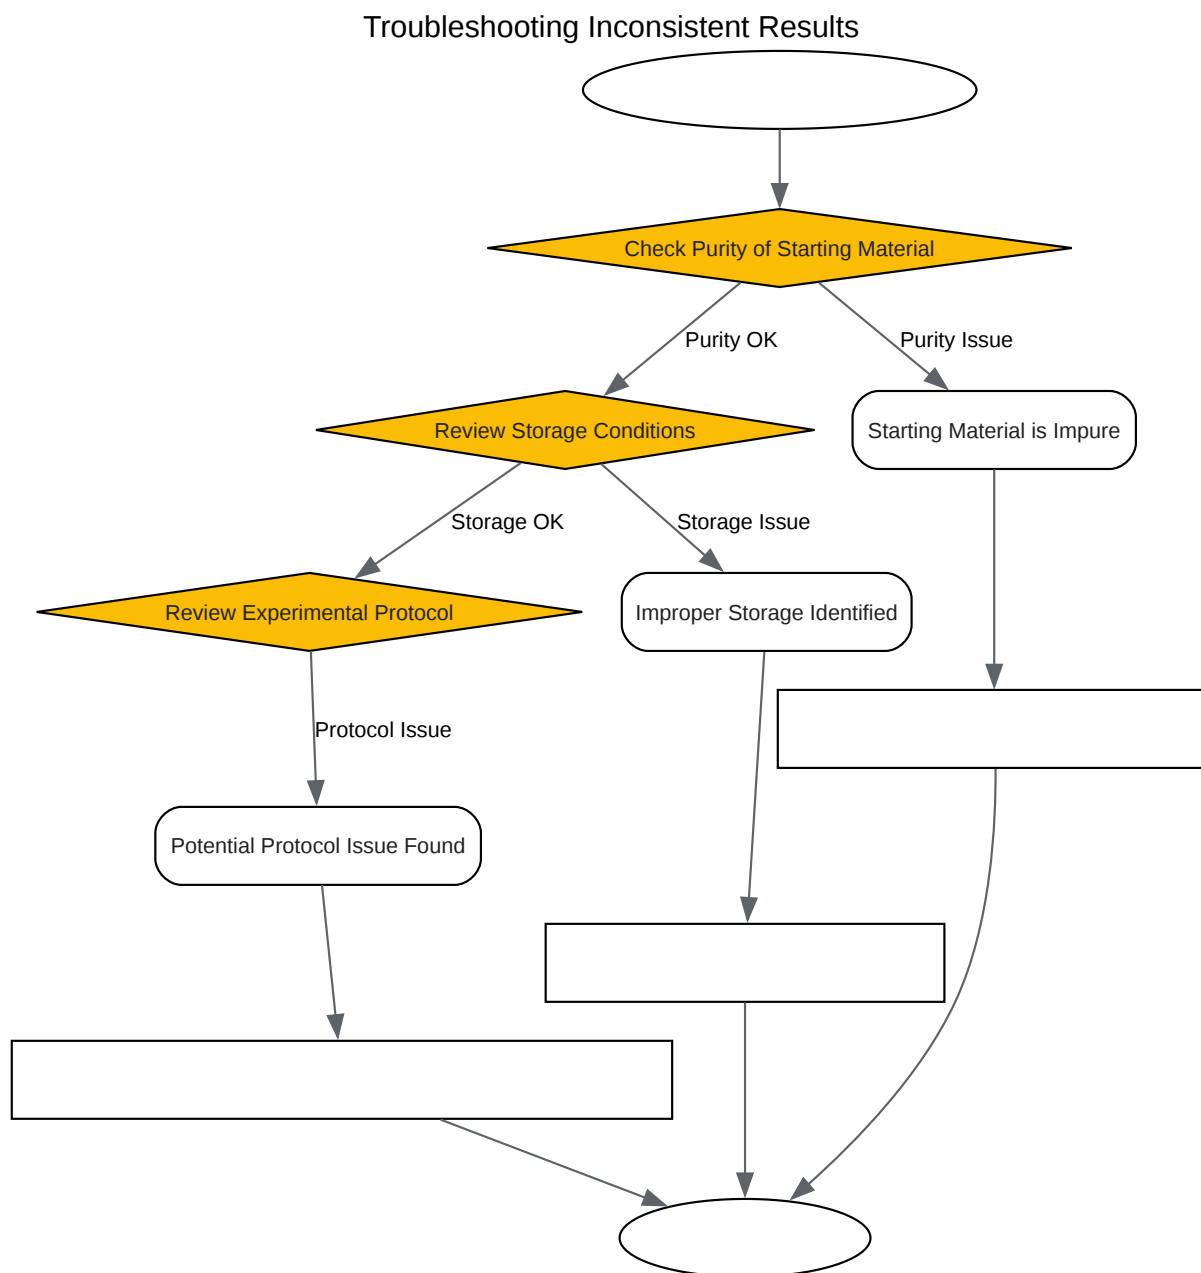 Troubleshooting Inconsistent Results
Check Purity of Starting Material
Purity OK
Purity Issue
Review Storage Conditions
Starting Material is Impure
Storage OK
Storage Issue
Review Experimental Protocol
Improper Storage Identified
Protocol Issue
Potential Protocol Issue Found